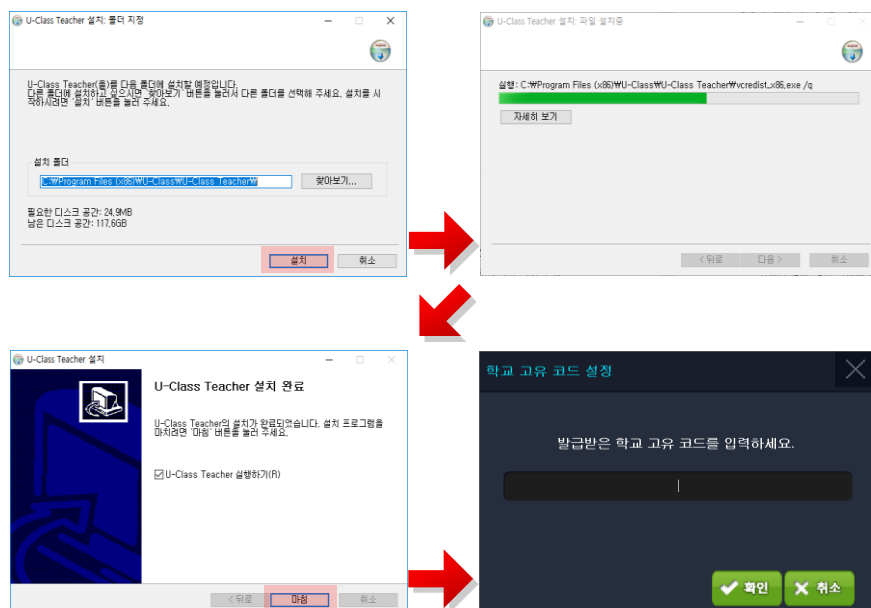 U-Class Teacher 설치: 폴더 지정
U-Class Teacher(을)를 다음 폴더에 설치할 예정입니다.
다른 폴더에 설치하고 싶으시면 '찾아보기' 버튼을 눌러서 다른 폴더를 선택해 주세요. 설치를 시
작하시려면 '설치' 버튼을 눌러 주세요.
설치 폴더
C:₩Program Files (x86)₩U-Class₩U-Class Teacher₩
찾아보기...
필요한 디스크 공간: 24.9MB
남은 디스크 공간: 117.6GB
설치
취소
U-Class Teacher 설치: 파일 설치중
실행: C:₩Program Files (x86)₩U-Class₩U-Class Teacher₩vcredist_x86.exe /q
자세히 보기
< 뒤로
다음 >
취소
U-Class Teacher 설치
U-Class Teacher 설치 완료
U-Class Teacher의 설치가 완료되었습니다. 설치 프로그램을
마치려면 '마침' 버튼을 눌러 주세요.
U-Class Teacher 실행하기(R)
< 뒤로
마침
취소
학교 고유 코드 설정
발급받은 학교 고유 코드를 입력하세요.
확인
취소